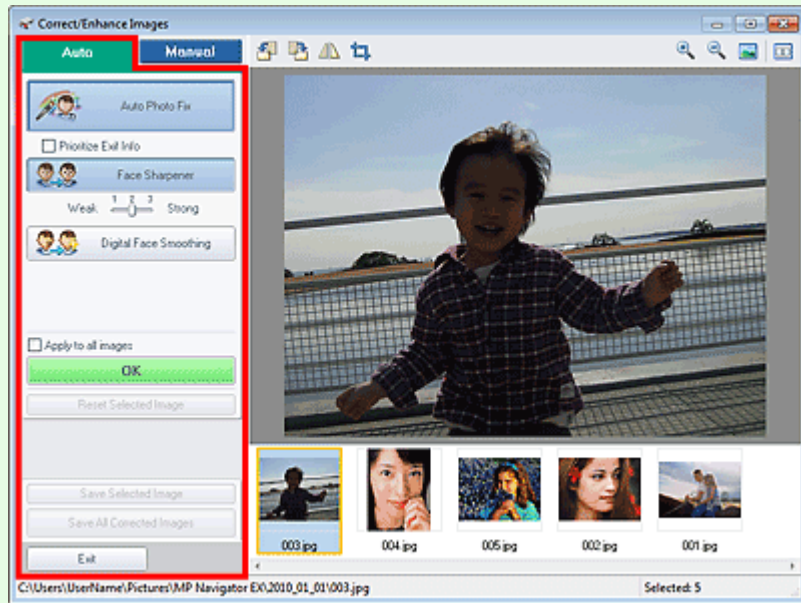 Correct/Enhance Images
Auto
Manual
Auto Photo Fix
Prioritize Exif Info
Face Sharpener
1 2 3
Weak Strong
Digital Face Smoothing
Apply to all images
OK
Reset Selected Image
Save Selected Image
Save All Corrected Images
Exit
003.jpg
004.jpg
005.jpg
002.jpg
001.jpg
C:\Users\UserName\Pictures\MP Navigator EX\2010_01_01\003.jpg
Selected: 5